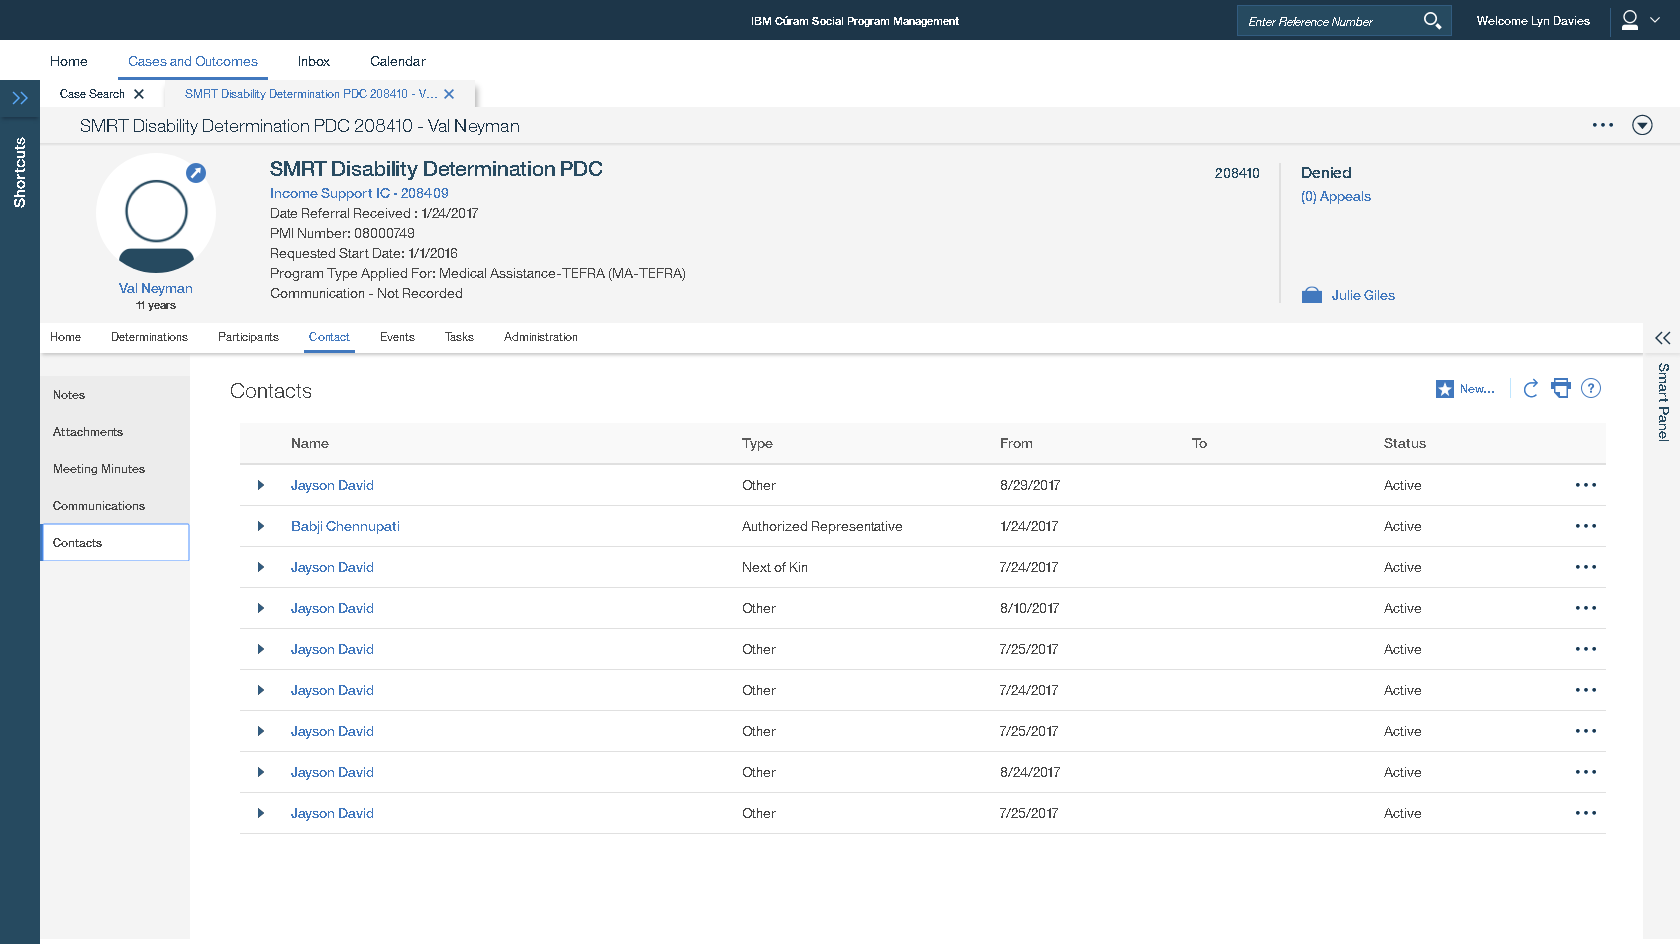 IBM Cúram Social Program Management
Enter Reference Number
Welcome Lyn Davies
Home Cases and Outcomes Inbox Calendar
Case Search
SMRT Disability Determination PDC 208410 - V...
Shortcuts
SMRT Disability Determination PDC 208410 - Val Neyman
SMRT Disability Determination PDC
Income Support IC - 208409
Date Referral Received : 1/24/2017
PMI Number: 08000749
Requested Start Date: 1/1/2016
Program Type Applied For: Medical Assistance-TEFRA (MA-TEFRA)
Communication - Not Recorded
Val Neyman
11 years
208410
Denied
(0) Appeals
Julie Giles
Home Determinations Participants Contact Events Tasks Administration
Smart Panel
Notes
Attachments
Meeting Minutes
Communications
Contacts
Contacts
New...
?
Name Type From To Status
Jayson David Other 8/29/2017 Active
Babji Chennupati Authorized Representative 1/24/2017 Active
Jayson David Next of Kin 7/24/2017 Active
Jayson David Other 8/10/2017 Active
Jayson David Other 7/25/2017 Active
Jayson David Other 7/24/2017 Active
Jayson David Other 7/25/2017 Active
Jayson David Other 8/24/2017 Active
Jayson David Other 7/25/2017 Active